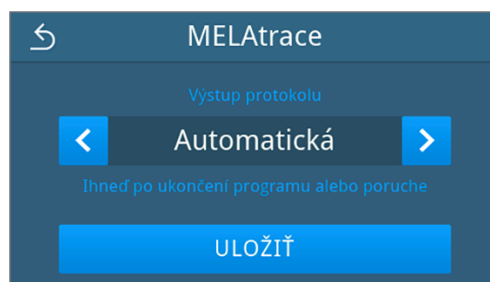 MELAtrace
Výstup protokolu
Automatická
Ihneď po ukončení programu alebo poruche
ULOŽIŤ